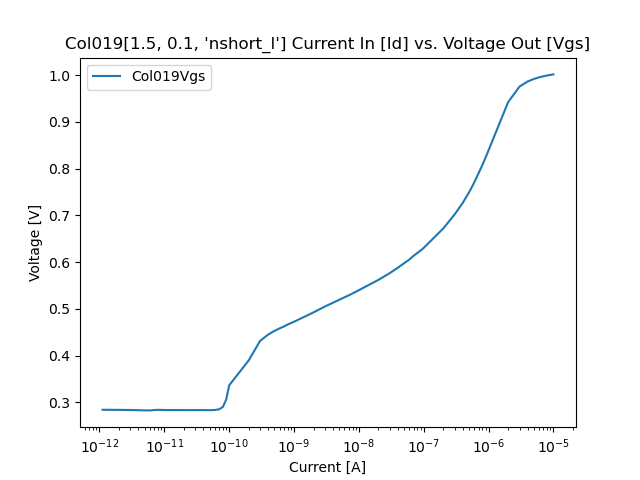 Col019[1.5, 0.1, 'nshort_l'] Current In [Id] vs. Voltage Out [Vgs]
Col019Vgs
1.0
0.9
0.8
0.7
0.6
0.5
0.4
0.3
Voltage [V]
10⁻¹² 10⁻¹¹ 10⁻¹⁰ 10⁻⁹ 10⁻⁸ 10⁻⁷ 10⁻⁶ 10⁻⁵
Current [A]